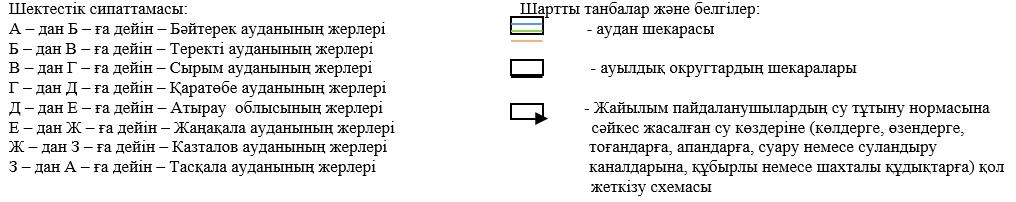 Шектестік сипаттамасы:
А – дан Б – ға дейін – Бәйтерек ауданының жерлері
Б – дан В – ға дейін – Теректі ауданының жерлері
В – дан Г – ға дейін – Сырым ауданының жерлері
Г – дан Д – ға дейін – Қаратөбе ауданының жерлері
Д – дан Е – ға дейін – Атырау облысының жерлері
Е – дан Ж – ға дейін – Жаңақала ауданының жерлері
Ж – дан З – ға дейін – Казталов ауданының жерлері
З – дан А – ға дейін – Тасқала ауданының жерлері
Шартты танбалар және белгілер:
- аудан шекарасы
- ауылдық округтардың шекаралары
- Жайылым пайдаланушылардың су тұтыну нормасына
сәйкес жасалған су көздеріне (көлдерге, өзендерге,
тоғандарға, апандарға, суару немесе суландыру
каналдарына, құбырлы немесе шахталы құдықтарға) қол
жеткізу схемасы